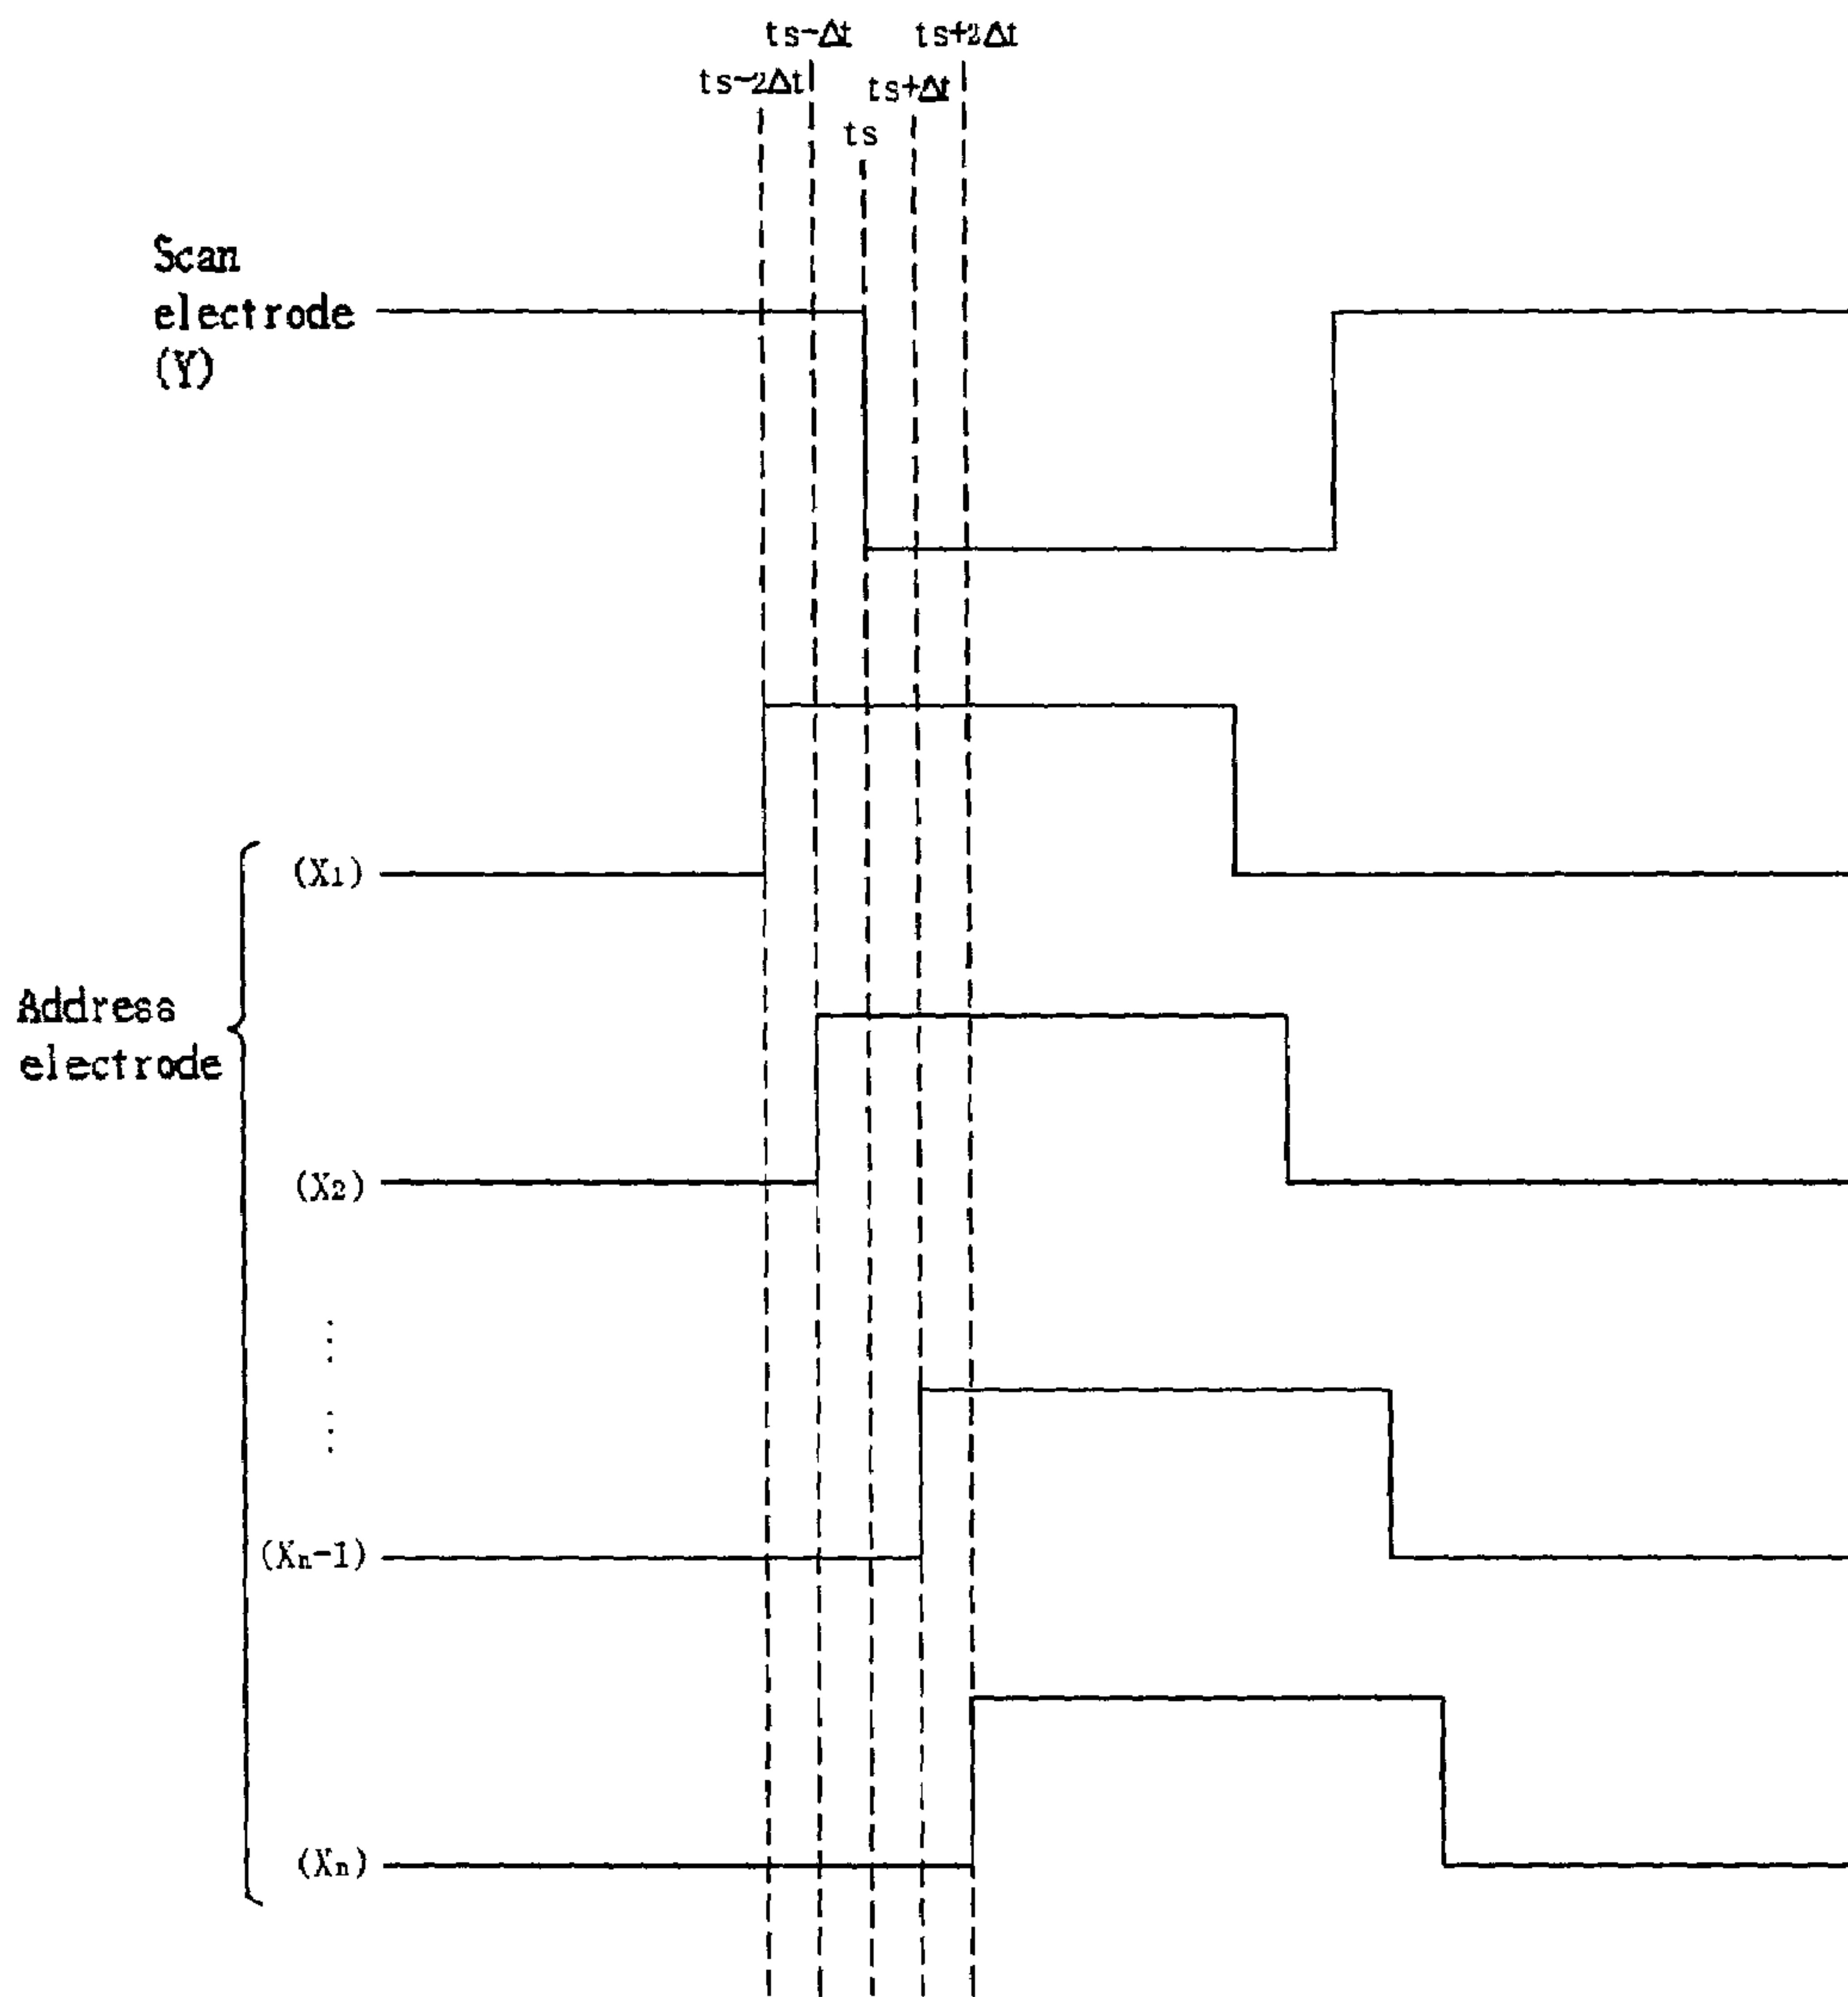 ts-Δt
ts+2Δt
ts-2Δt
ts+Δt
ts
Scan
electrode
(Y)
(X1)
Address
electrode
(X2)
(Xn-1)
(Xn)